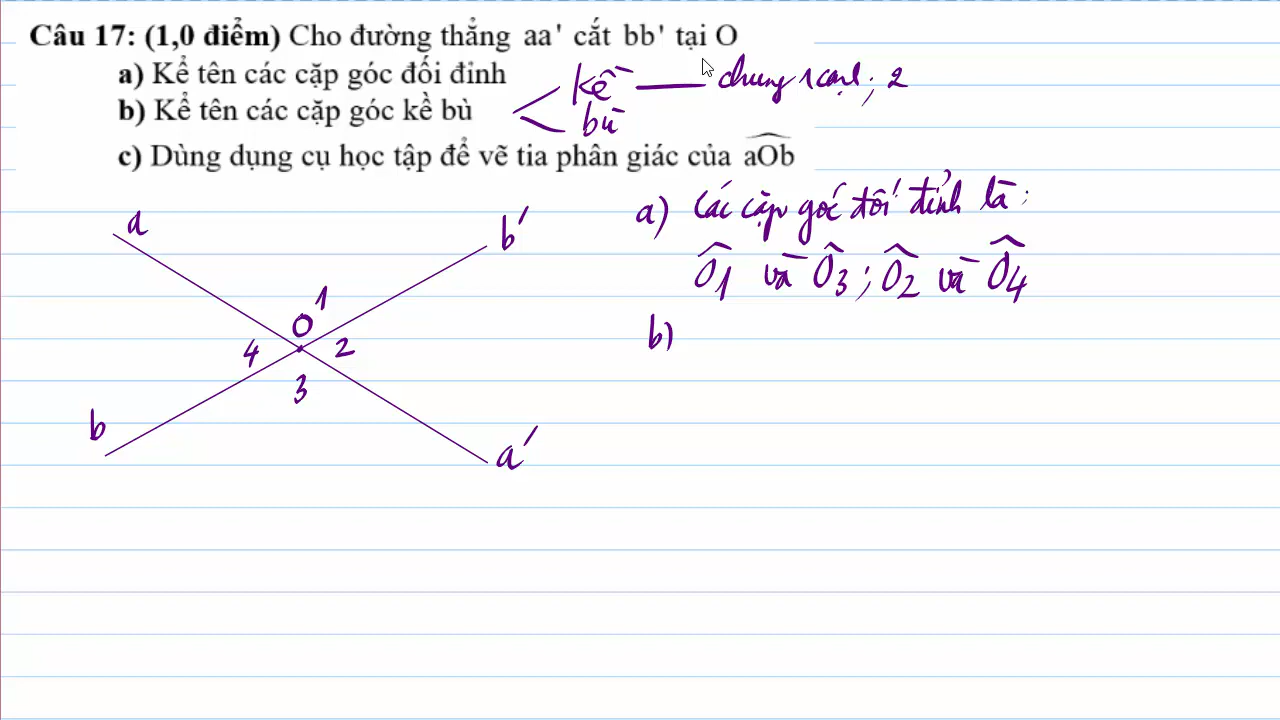 Câu 17: (1,0 điểm) Cho đường thẳng aa' cắt bb' tại O
a) Kể tên các cặp góc đối đỉnh
b) Kể tên các cặp góc kề bù
kề chung 1 cạnh; 2
bù
c) Dùng dụng cụ học tập để vẽ tia phân giác của aOb
a) Các cặp góc đối đỉnh là:
Ô1 và Ô3; Ô2 và Ô4
b)
a
b'
1
O
4
2
3
b
a'